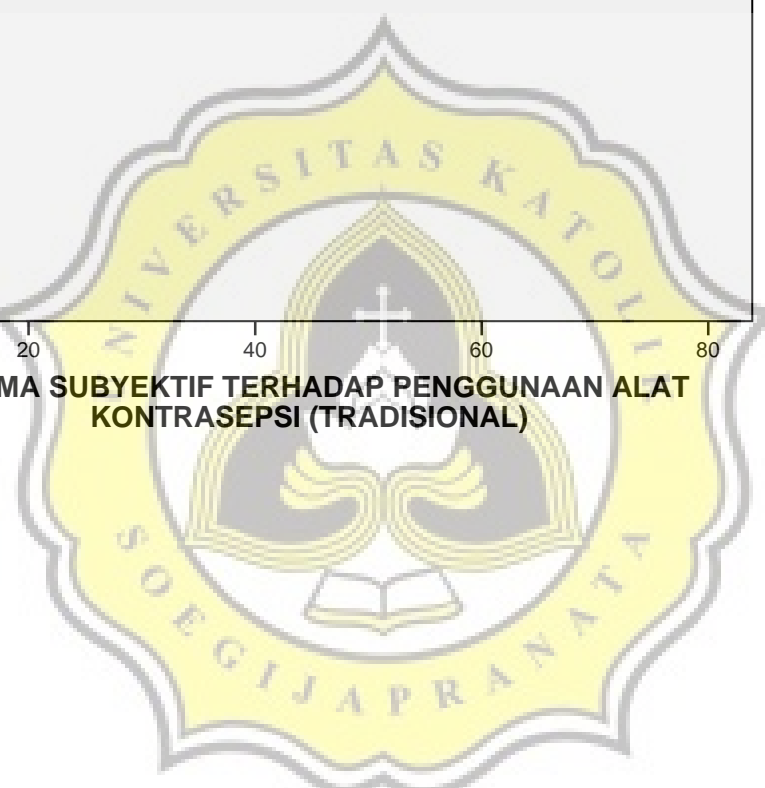 20 40 60 80
MA SUBYEKTIF TERHADAP PENGGUNAAN ALAT
KONTRASEPSI (TRADISIONAL)
UNIVERSITAS KATOLIK
SOEGIJAPRANATA